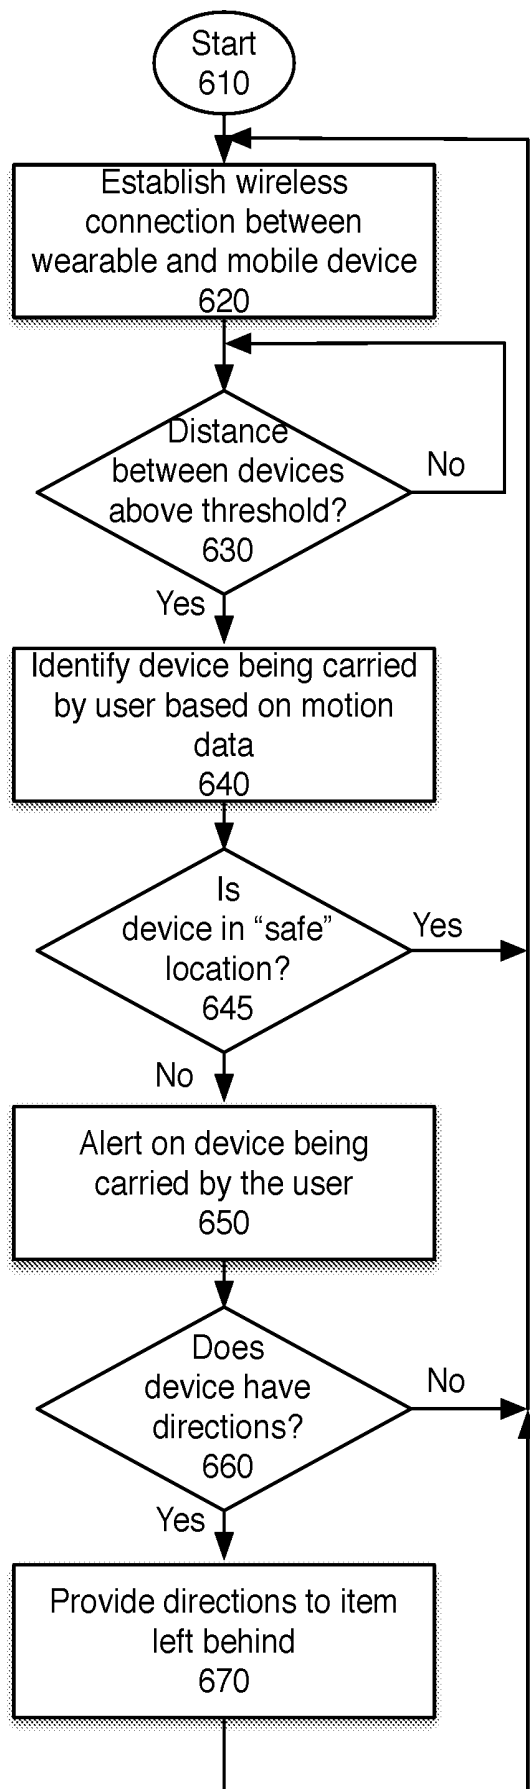 Start
610
Establish wireless
connection between
wearable and mobile device
620
Distance
between devices
above threshold?
630
No
Yes
Identify device being carried
by user based on motion
data
640
Is
device in “safe”
location?
645
Yes
No
Alert on device being
carried by the user
650
Does
device have
directions?
660
No
Yes
Provide directions to item
left behind
670